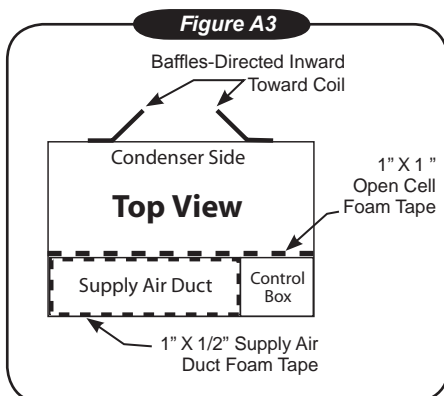 Figure A3
Baffles-Directed Inward
Toward Coil
Condenser Side
Top View
1” X 1 ”
Open Cell
Foam Tape
Supply Air Duct
Control
Box
1” X 1/2” Supply Air
Duct Foam Tape